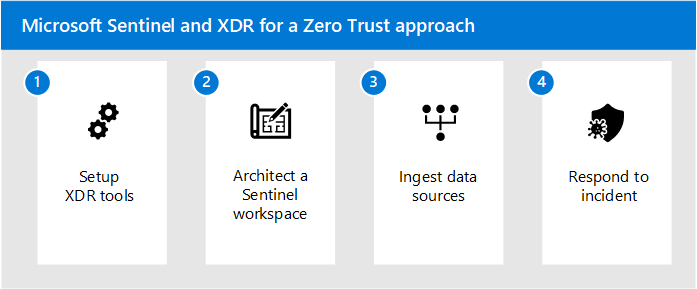 Microsoft Sentinel and XDR for a Zero Trust approach
1
Setup
XDR tools
2
Architect a
Sentinel
workspace
3
Ingest data
sources
4
Respond to
incident